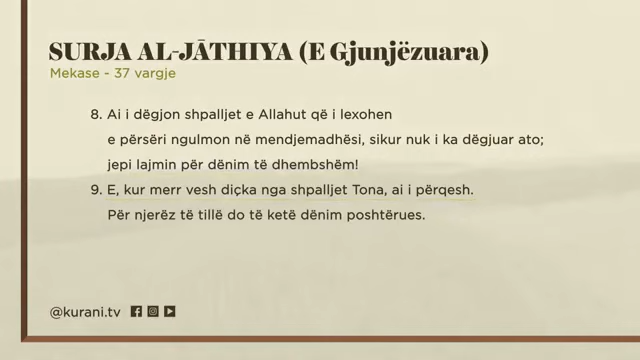 SURJA AL-JĀTHIYA (E Gjunjëzuara)
Mekase - 37 vargje
8. Ai i dëgjon shpalljet e Allahut që i lexohen
e përsëri ngulmon në mendjemadhësi, sikur nuk i ka dëgjuar ato;
jepi lajmin për dënim të dhembshëm!
9. E, kur merr vesh diçka nga shpalljet Tona, ai i përqesh.
Për njerëz të tillë do të ketë dënim poshtërues.
@kurani.tv